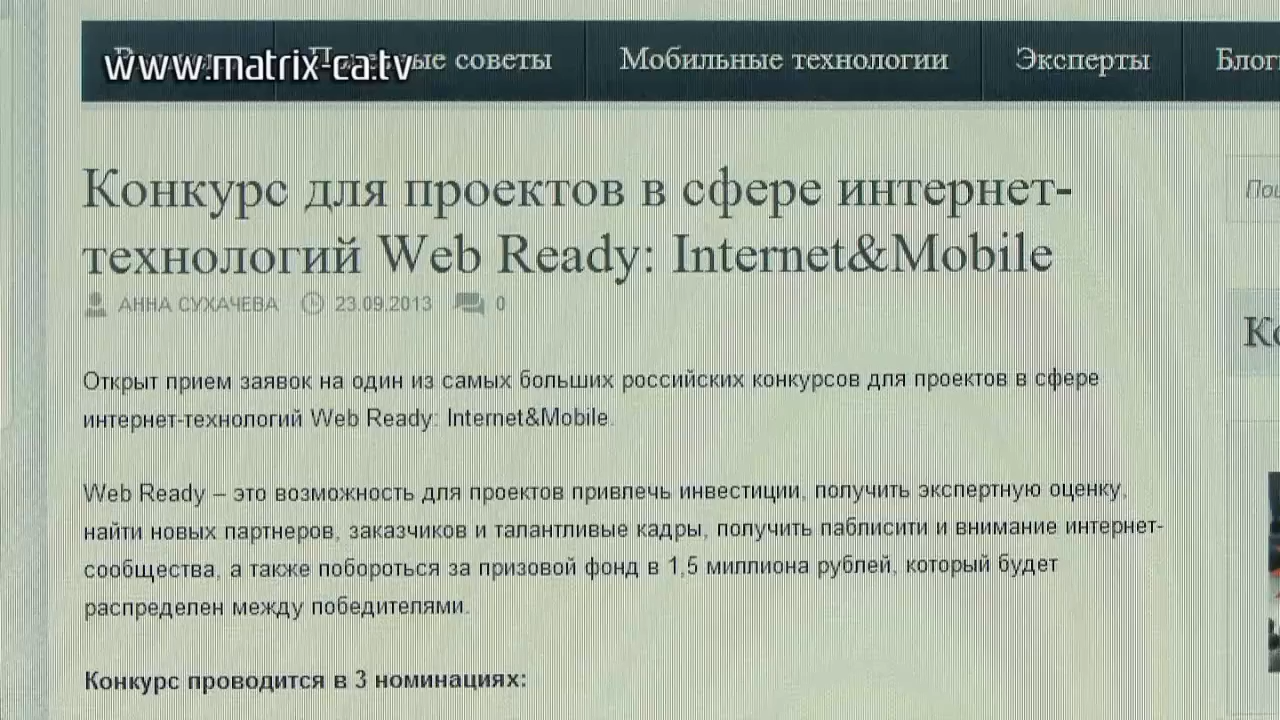 www.matrix-ca.tv
советы
Мобильные технологии
Эксперты
Конкурс для проектов в сфере интернет-
технологий Web Ready: Internet&Mobile
АННА СУХАЧЕВА 23.09.2013 0
Открыт прием заявок на один из самых больших российских конкурсов для проектов в сфере
интернет-технологий Web Ready: Internet&Mobile.
Web Ready – это возможность для проектов привлечь инвестиции, получить экспертную оценку,
найти новых партнеров, заказчиков и талантливые кадры, получить паблисити и внимание интернет-
сообщества, а также побороться за призовой фонд в 1,5 миллиона рублей, который будет
распределен между победителями.
Конкурс проводится в 3 номинациях: